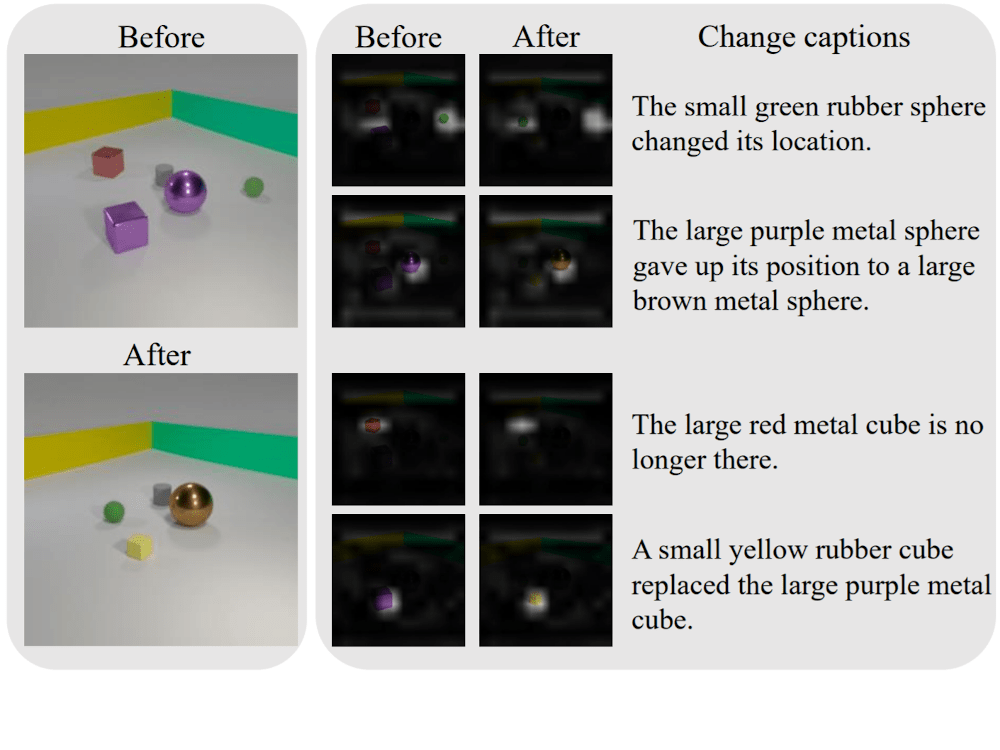 Before
After
Before After Change captions
The small green rubber sphere
changed its location.
The large purple metal sphere
gave up its position to a large
brown metal sphere.
The large red metal cube is no
longer there.
A small yellow rubber cube
replaced the large purple metal
cube.